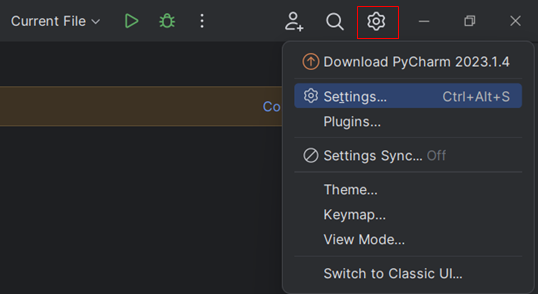 Current File
Download PyCharm 2023.1.4
Co
Settings... Ctrl+Alt+S
Plugins...
Settings Sync... Off
Theme...
Keymap...
View Mode...
Switch to Classic UI...